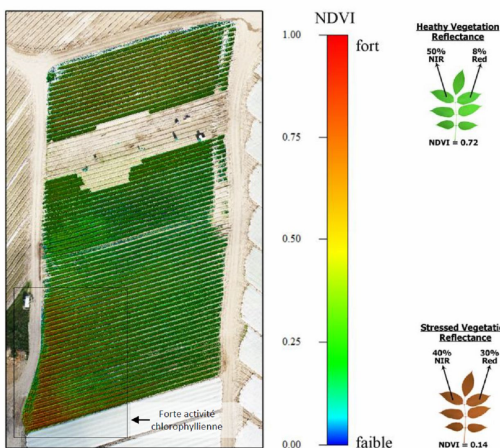 NDVI
1.00
fort
0.75
0.50
0.25
0.00
faible
Forte activité
chlorophyllienne
Heathy Vegetation
Reflectance
50%
NIR
8%
Red
NDVI = 0.72
Stressed Vegetati
Reflectance
40%
NIR
30%
Red
NDVI = 0.14